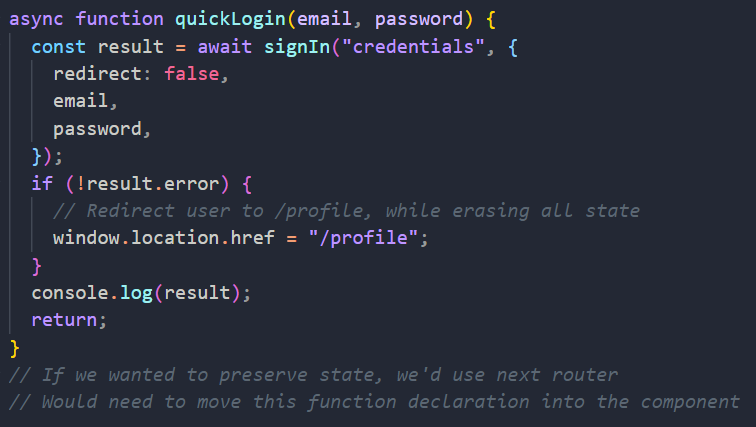 async function quickLogin(email, password) {
const result = await signIn("credentials", {
redirect: false,
email,
password,
});
if (!result.error) {
// Redirect user to /profile, while erasing all state
window.location.href = "/profile";
}
console.log(result);
return;
}
// If we wanted to preserve state, we'd use next router
// Would need to move this function declaration into the component